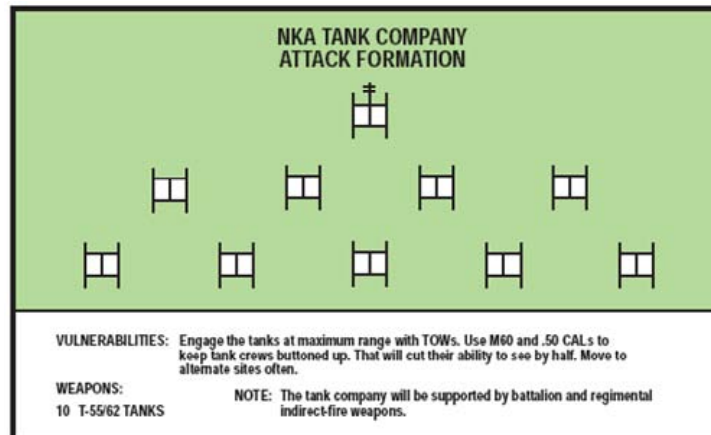 NKA TANK COMPANY
ATTACK FORMATION
VULNERABILITIES: Engage the tanks at maximum range with TOWs. Use M60 and .50 CALs to
keep tank crews buttoned up. That will cut their ability to see by half. Move to
alternate sites often.
WEAPONS:
10 T-55/62 TANKS
NOTE: The tank company will be supported by battalion and regimental
indirect-fire weapons.